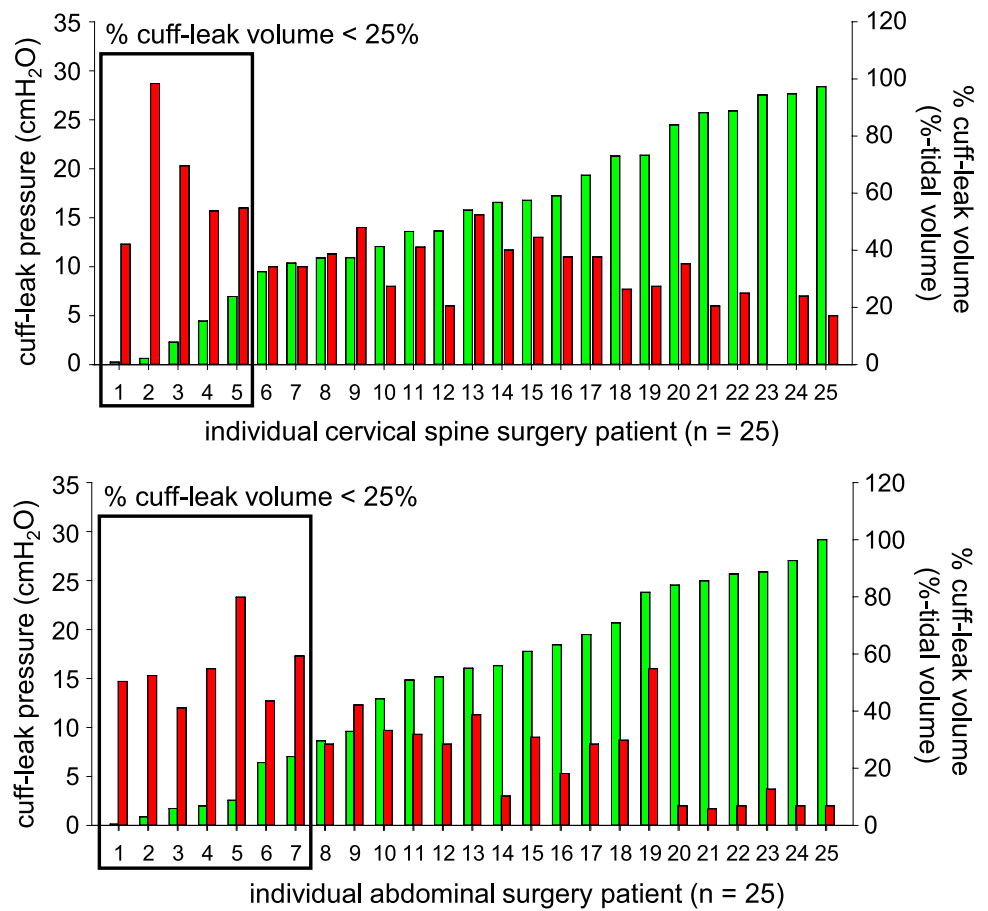 % cuff-leak volume < 25%
cuff-leak pressure (cmH₂O)
35
30
25
20
15
10
5
0
120
100
80
60
40
20
0
% cuff-leak volume
(%-tidal volume)
1 2 3 4 5 6 7 8 9 10 11 12 13 14 15 16 17 18 19 20 21 22 23 24 25
individual cervical spine surgery patient (n = 25)
% cuff-leak volume < 25%
cuff-leak pressure (cmH₂O)
35
30
25
20
15
10
5
0
120
100
80
60
40
20
0
% cuff-leak volume
(%-tidal volume)
1 2 3 4 5 6 7 8 9 10 11 12 13 14 15 16 17 18 19 20 21 22 23 24 25
individual abdominal surgery patient (n = 25)